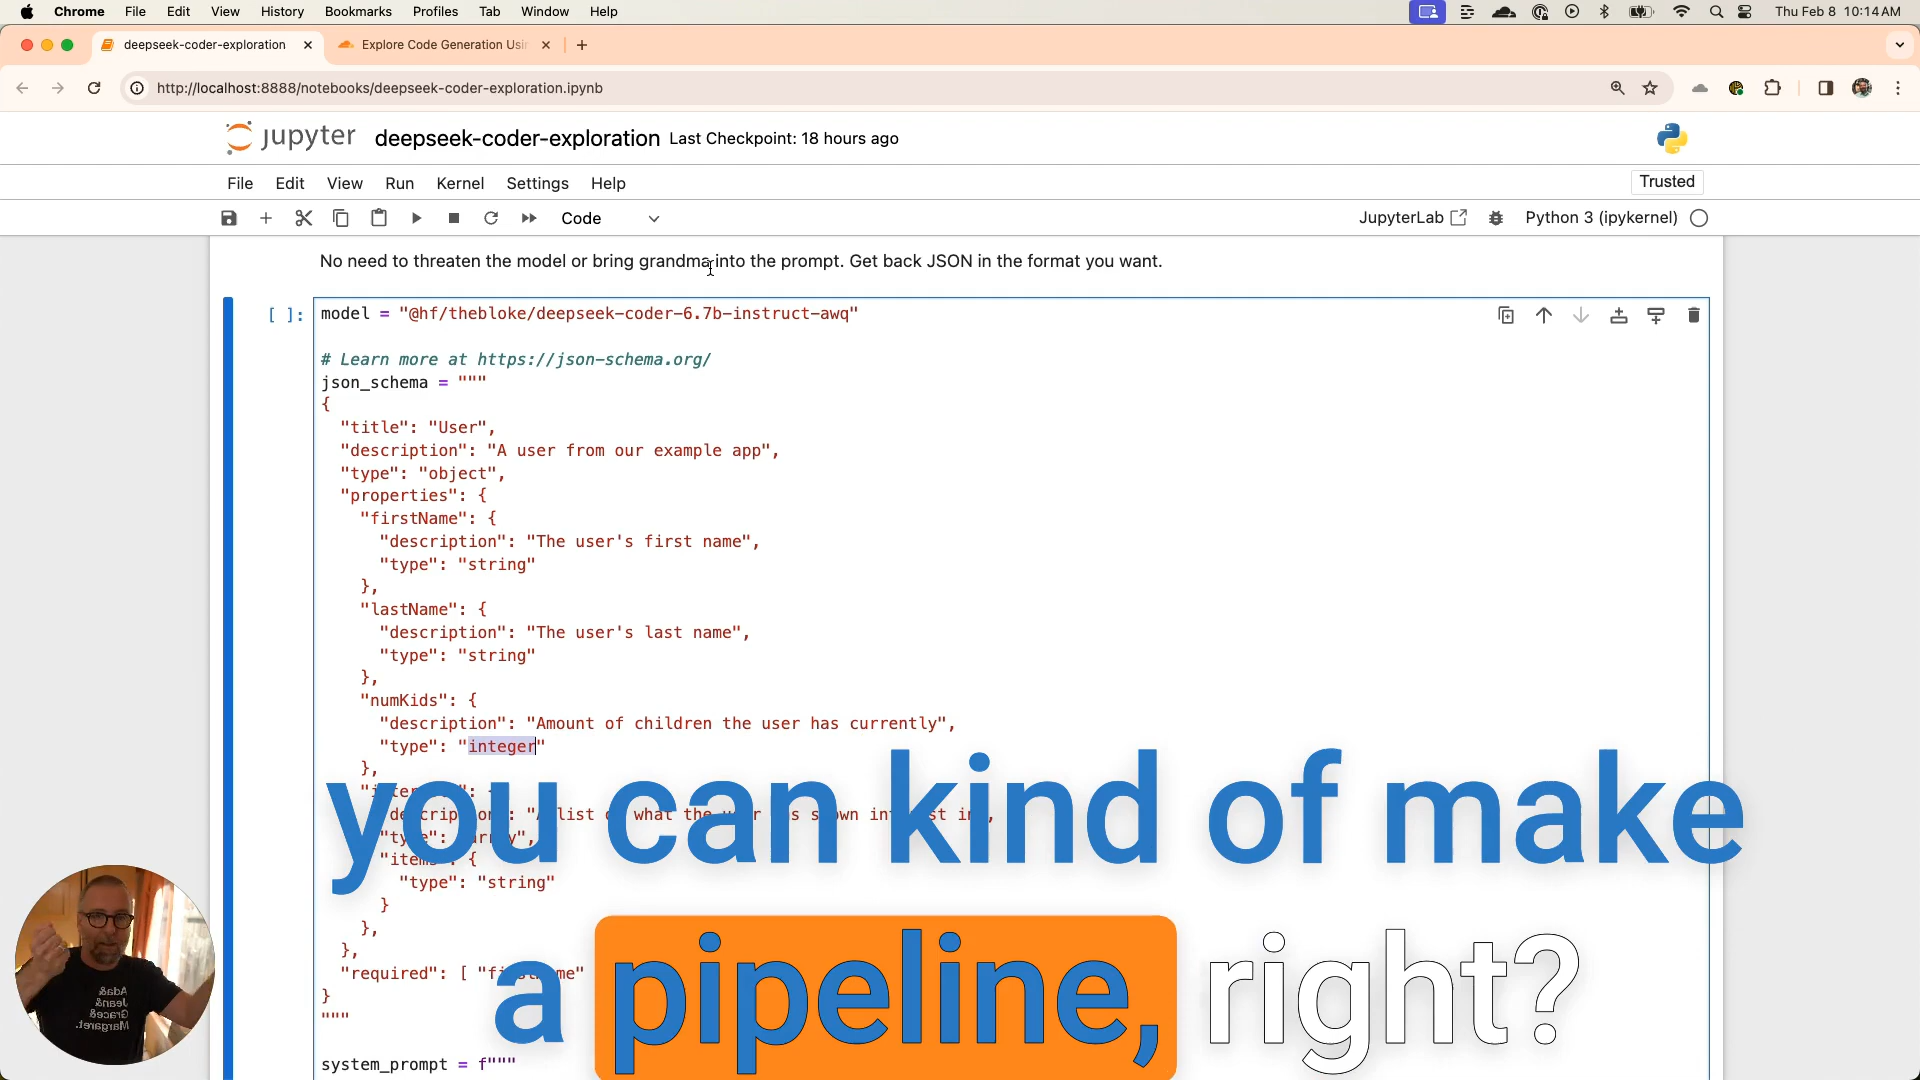 Chrome File Edit View History Bookmarks Profiles Tab Window Help Thu Feb 8 10:14 AM
deepseek-coder-exploration Explore Code Generation Usin
http://localhost:8888/notebooks/deepseek-coder-exploration.ipynb
jupyter deepseek-coder-exploration Last Checkpoint: 18 hours ago
File Edit View Run Kernel Settings Help Trusted
Code JupyterLab Python 3 (ipykernel)
No need to threaten the model or bring grandma into the prompt. Get back JSON in the format you want.
[ ]: model = "@hf/thebloke/deepseek-coder-6.7b-instruct-awq"
# Learn more at https://json-schema.org/
json_schema = """
{
"title": "User",
"description": "A user from our example app",
"type": "object",
"properties": {
"firstName": {
"description": "The user's first name",
"type": "string"
},
"lastName": {
"description": "The user's last name",
"type": "string"
},
"numKids": {
"description": "Amount of children the user has currently",
"type": "integer"
},
you can kind of make
"items": {
"type": "string"
}
},
},
"required": [
}
"""
a pipeline, right?
system_prompt = f"""
Ada&
Jean&
Grace&
Margaret.